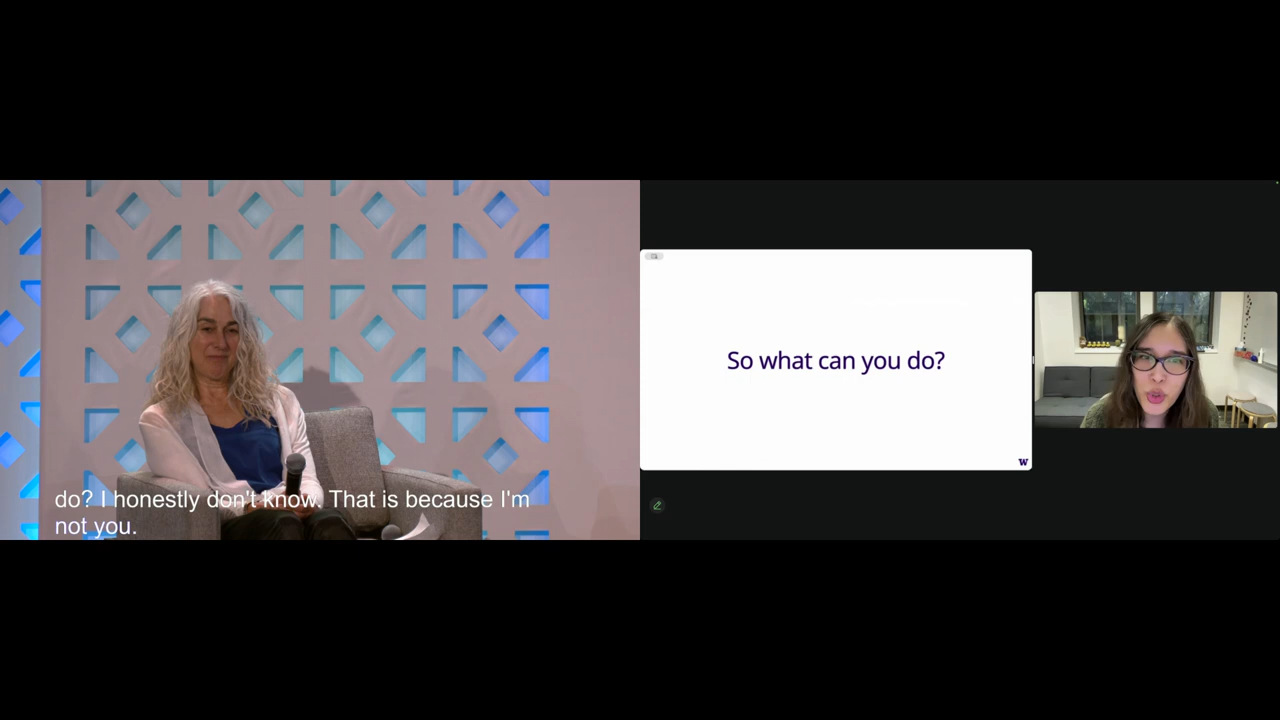 do? I honestly don't know. That is because I'm
not you.
So what can you do?
W